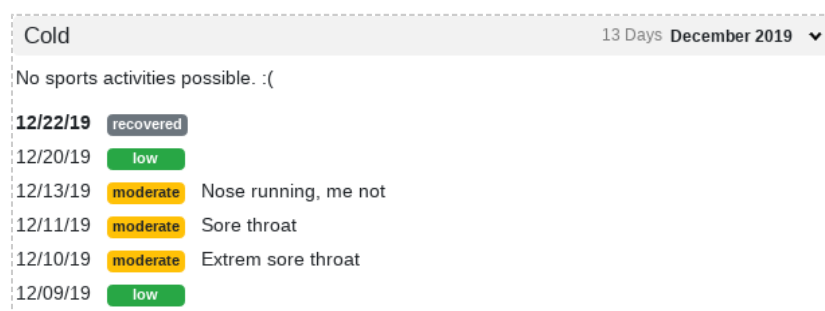 Cold 13 Days December 2019
No sports activities possible. :(
12/22/19 recovered
12/20/19 low
12/13/19 moderate Nose running, me not
12/11/19 moderate Sore throat
12/10/19 moderate Extrem sore throat
12/09/19 low